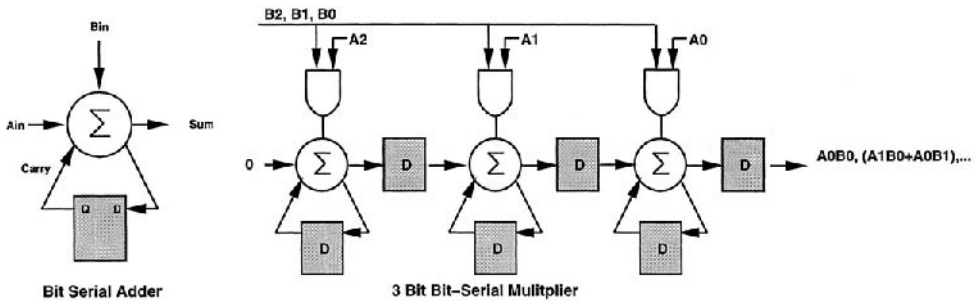 Bin
Ain
Σ
Sum
Carry
Q D
Bit Serial Adder
B2, B1, B0
A2
A1
A0
0
Σ
D
Σ
D
Σ
D
A0B0, (A1B0+A0B1),...
D
D
D
3 Bit Bit-Serial Mulitplier